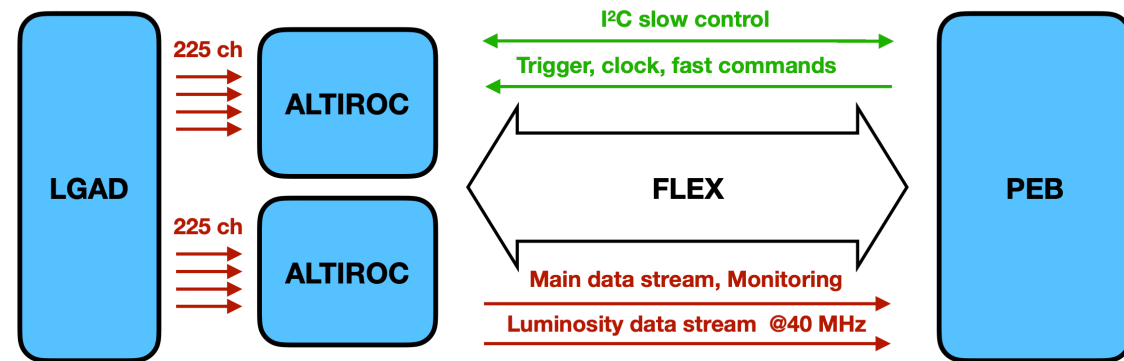 I²C slow control
225 ch
Trigger, clock, fast commands
ALTIROC
LGAD
FLEX
PEB
225 ch
ALTIROC
Main data stream, Monitoring
Luminosity data stream @40 MHz